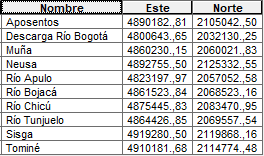 Nombre Este Norte
Aposentos 4890182.,81 2105042.,50
Descarga Río Bogotá 4800643.,65 2032130.,25
Muña 4860230.,15 2060021.,83
Neusa 4892755.,50 2125332.,55
Río Apulo 4823197.,97 2057052.,58
Río Bojacá 4861523.,84 2068523.,16
Río Chicú 4875445.,83 2083470.,95
Río Tunjuelo 4864426.,85 2069557.,54
Sisga 4919280.,50 2119868.,16
Tominé 4910181.,68 2114774.,48